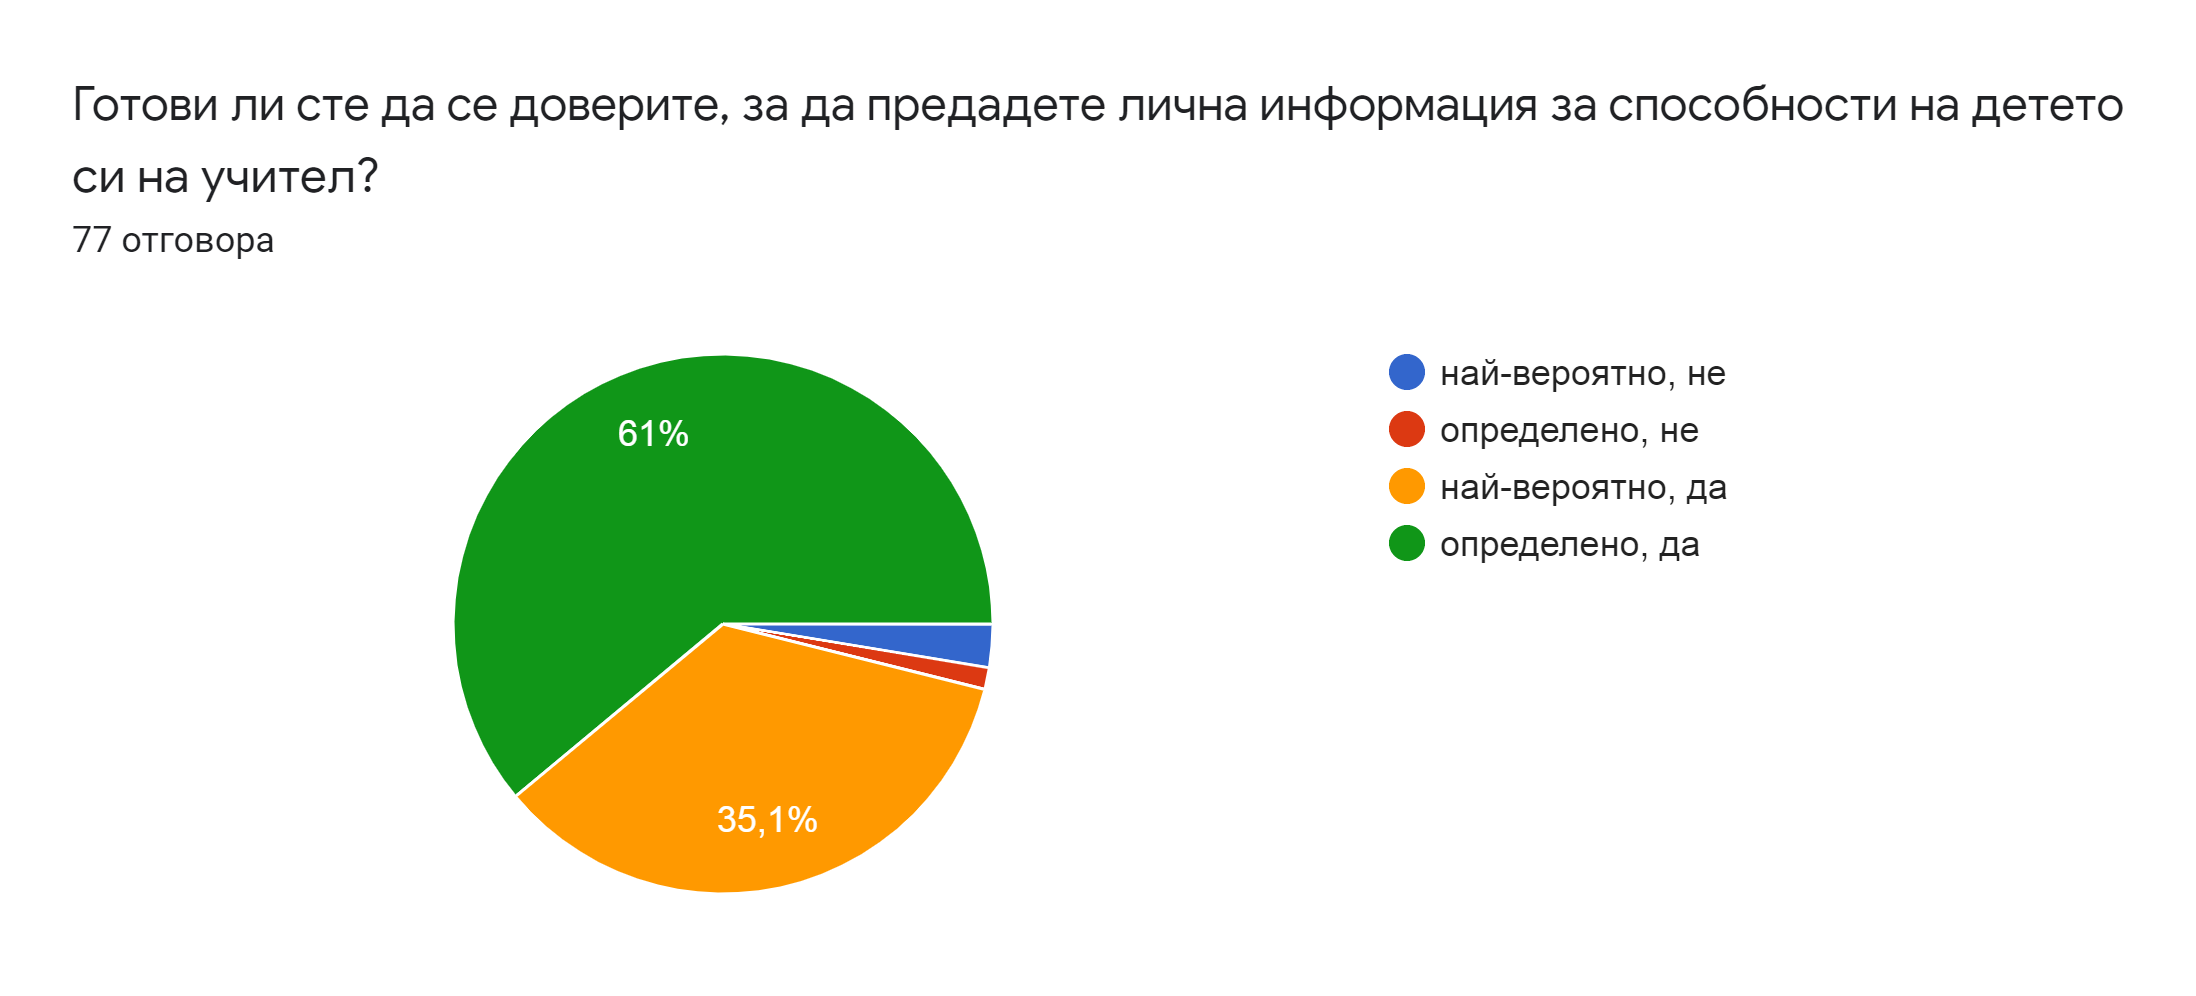 Готови ли сте да се доверите, за да предадете лична информация за способности на детето
си на учител?
77 отговора
61%
35,1%
най-вероятно, не
определено, не
най-вероятно, да
определено, да